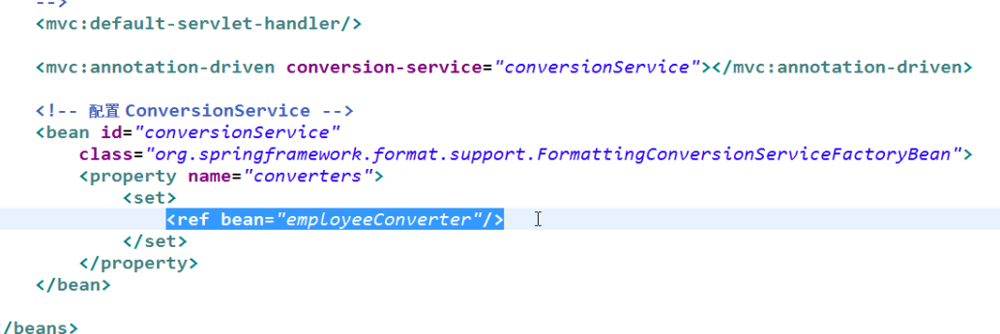 -->
<mvc:default-servlet-handler/>
<mvc:annotation-driven conversion-service="conversionService"></mvc:annotation-driven>
<!-- 配置 ConversionService -->
<bean id="conversionService"
class="org.springframework.format.support.FormattingConversionServiceFactoryBean">
<property name="converters">
<set>
<ref bean="employeeConverter"/>
</set>
</property>
</bean>
/beans>